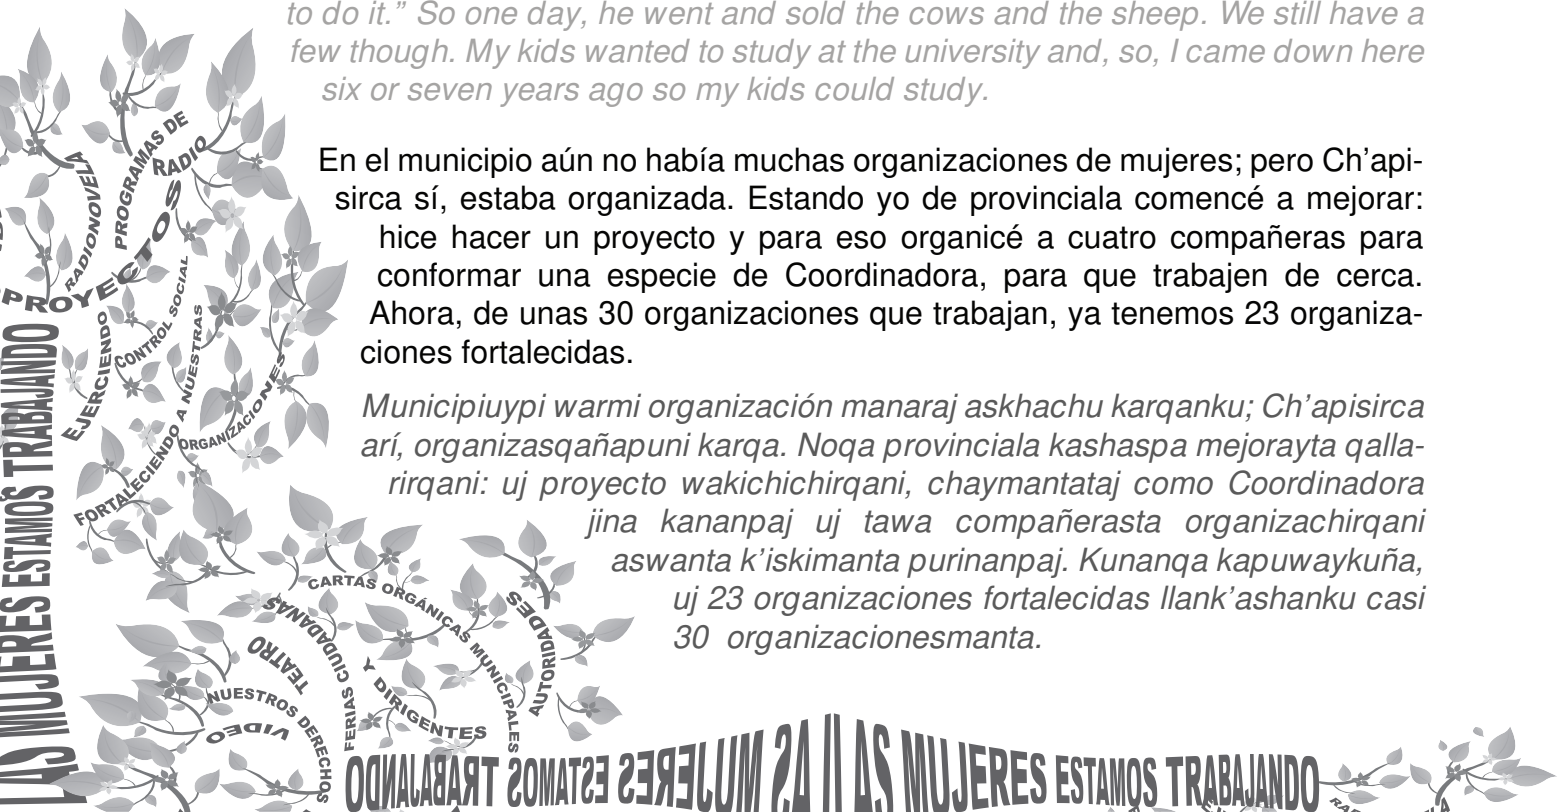 to do it.” So one day, he went and sold the cows and the sheep. We still have a
few though. My kids wanted to study at the university and, so, I came down here
six or seven years ago so my kids could study.
En el municipio aún no había muchas organizaciones de mujeres; pero Ch’api-
sirca sí, estaba organizada. Estando yo de provinciala comencé a mejorar:
hice hacer un proyecto y para eso organicé a cuatro compañeras para
conformar una especie de Coordinadora, para que trabajen de cerca.
Ahora, de unas 30 organizaciones que trabajan, ya tenemos 23 organiza-
ciones fortalecidas.
Municipiuypi warmi organización manaraj askhachu karqanku; Ch’apisirca
arí, organizasqañapuni karqa. Noqa provinciala kashaspa mejorayta qalla-
rirqani: uj proyecto wakichichirqani, chaymantataj como Coordinadora
jina kananpaj uj tawa compañerasta organizachirqani
aswanta k’iskimanta purinanpaj. Kunanqa kapuwaykuña,
uj 23 organizaciones fortalecidas llank’ashanku casi
30 organizacionesmanta.
PROGRAMAS DE
RADIO
RADIONOVELA
PROYECTOS
EJERCIENDO
CONTROL SOCIAL
FORTALECIENDO A NUESTRAS
ORGANIZACIONES
LAS MUJERES ESTAMOS TRABAJANDO
CARTAS ORGÁNICAS MUNICIPALES
AUTORIDADES
Y DIRIGENTES
FERIAS CIUDADANAS
TEATRO
NUESTROS DERECHOS
VIDEO
LAS MUJERES ESTAMOS TRABAJANDO
LAS MUJERES ESTAMOS TRABAJANDO